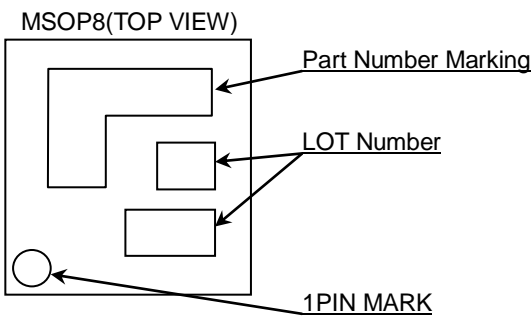 MSOP8(TOP VIEW)
Part Number Marking
LOT Number
1PIN MARK